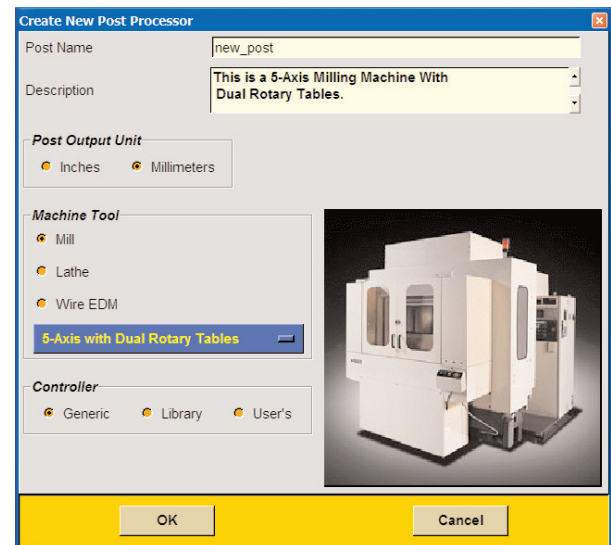 Create New Post Processor
Post Name new_post
Description This is a 5-Axis Milling Machine With
Dual Rotary Tables.
Post Output Unit
Inches Millimeters
Machine Tool
Mill
Lathe
Wire EDM
5-Axis with Dual Rotary Tables
Controller
Generic Library User's
OK Cancel